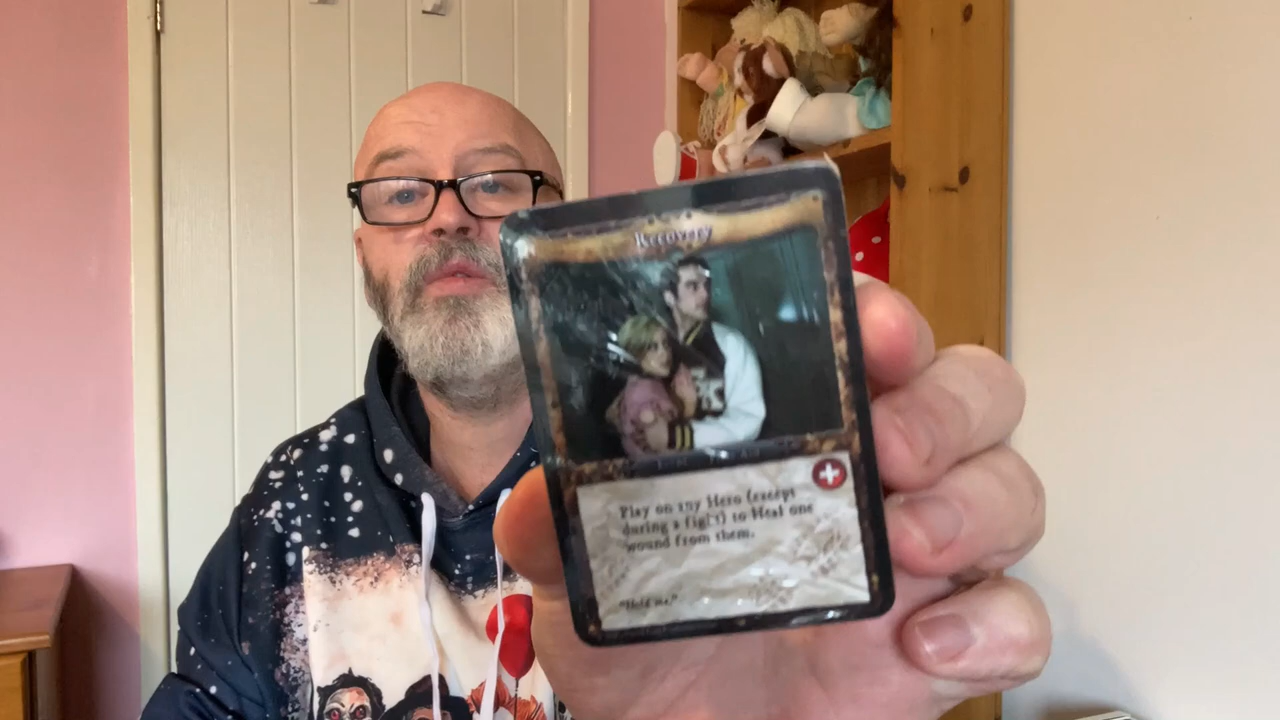 Recovery
Play on any Hero (except
during a fight) to Heal one
wound from them.
"Hold me."